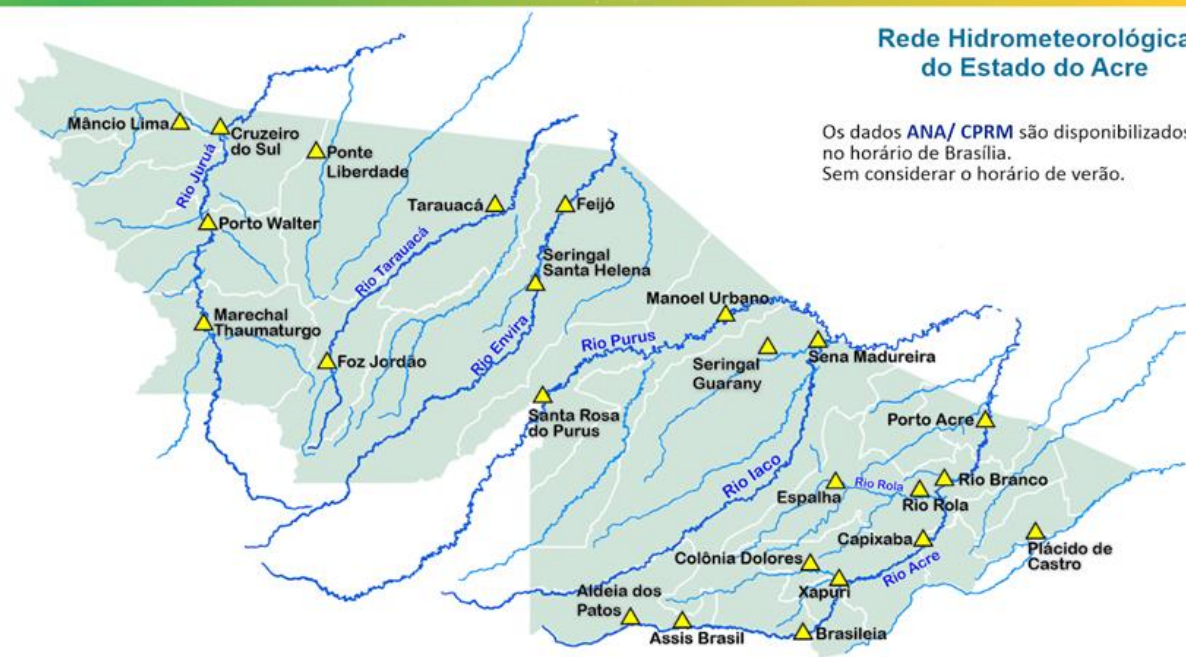 Rede Hidrometeorológica
do Estado do Acre
Os dados ANA/ CPRM são disponibilizados
no horário de Brasília.
Sem considerar o horário de verão.
Mâncio Lima
Cruzeiro
do Sul
Ponte
Liberdade
Rio Juruá
Porto Walter
Tarauacá
Feijó
Rio Tarauacá
Seringal
Santa Helena
Marechal
Thaumaturgo
Foz Jordão
Rio Envira
Manoel Urbano
Rio Purus
Seringal
Guarany
Sena Madureira
Santa Rosa
do Purus
Porto Acre
Rio Iaco
Espalha
Rio Rola
Rio Rola
Rio Branco
Capixaba
Plácido de
Castro
Colônia Dolores
Xapuri
Rio Acre
Aldeia dos
Patos
Assis Brasil
Brasileia